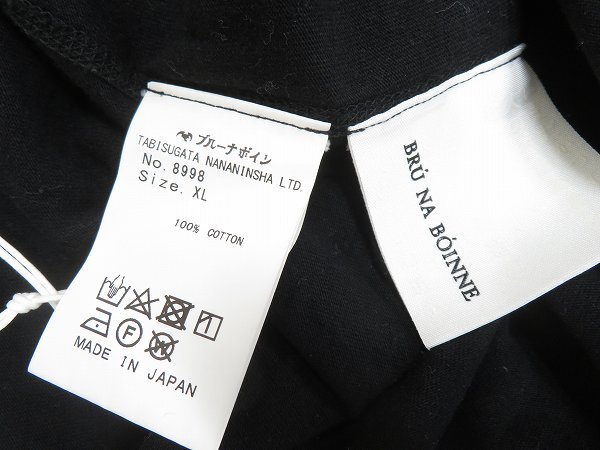 ブルーナボイン
TABISUGATA NANANINSHA LTD.
No. 8998
Size. XL
100% COTTON
F W
MADE IN JAPAN
BRÚ NA BÓINNE